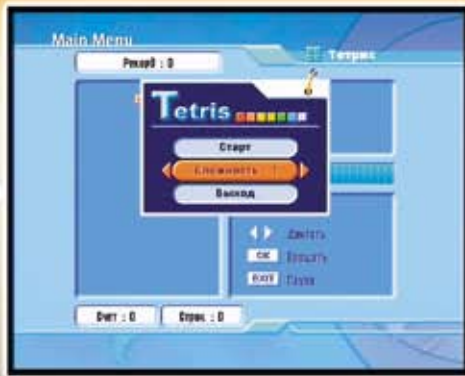 Main Menu
Рекорд : 0
Тетрис
Tetris
Старт
Сложность 1
Выход
Двигать
OK Вращать
EXIT Пауза
Счет : 0 Строк : 0